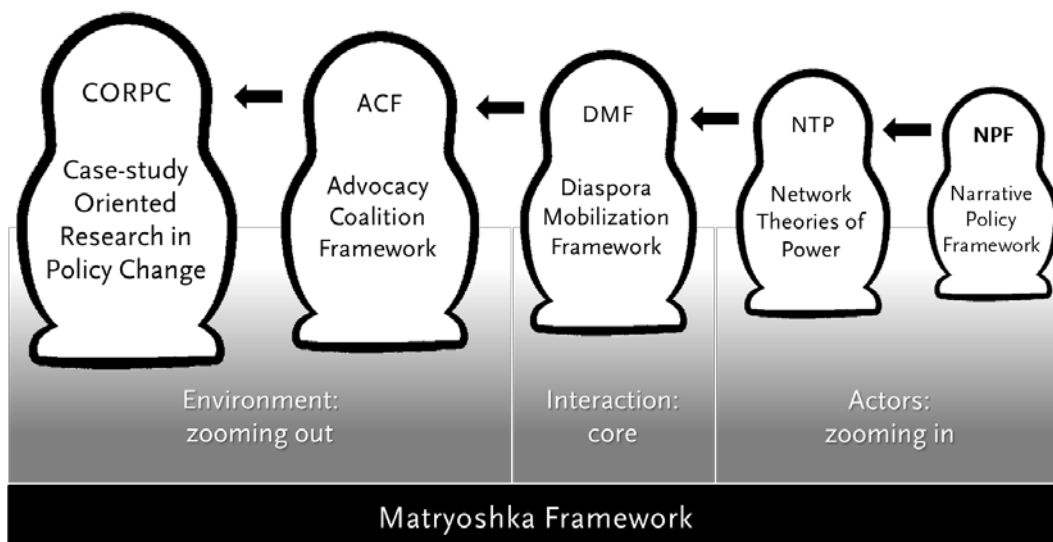 CORPC
Case-study
Oriented
Research in
Policy Change
ACF
Advocacy
Coalition
Framework
DMF
Diaspora
Mobilization
Framework
NTP
Network
Theories of
Power
NPF
Narrative
Policy
Framework
Environment:
zooming out
Interaction:
core
Actors:
zooming in
Matryoshka Framework